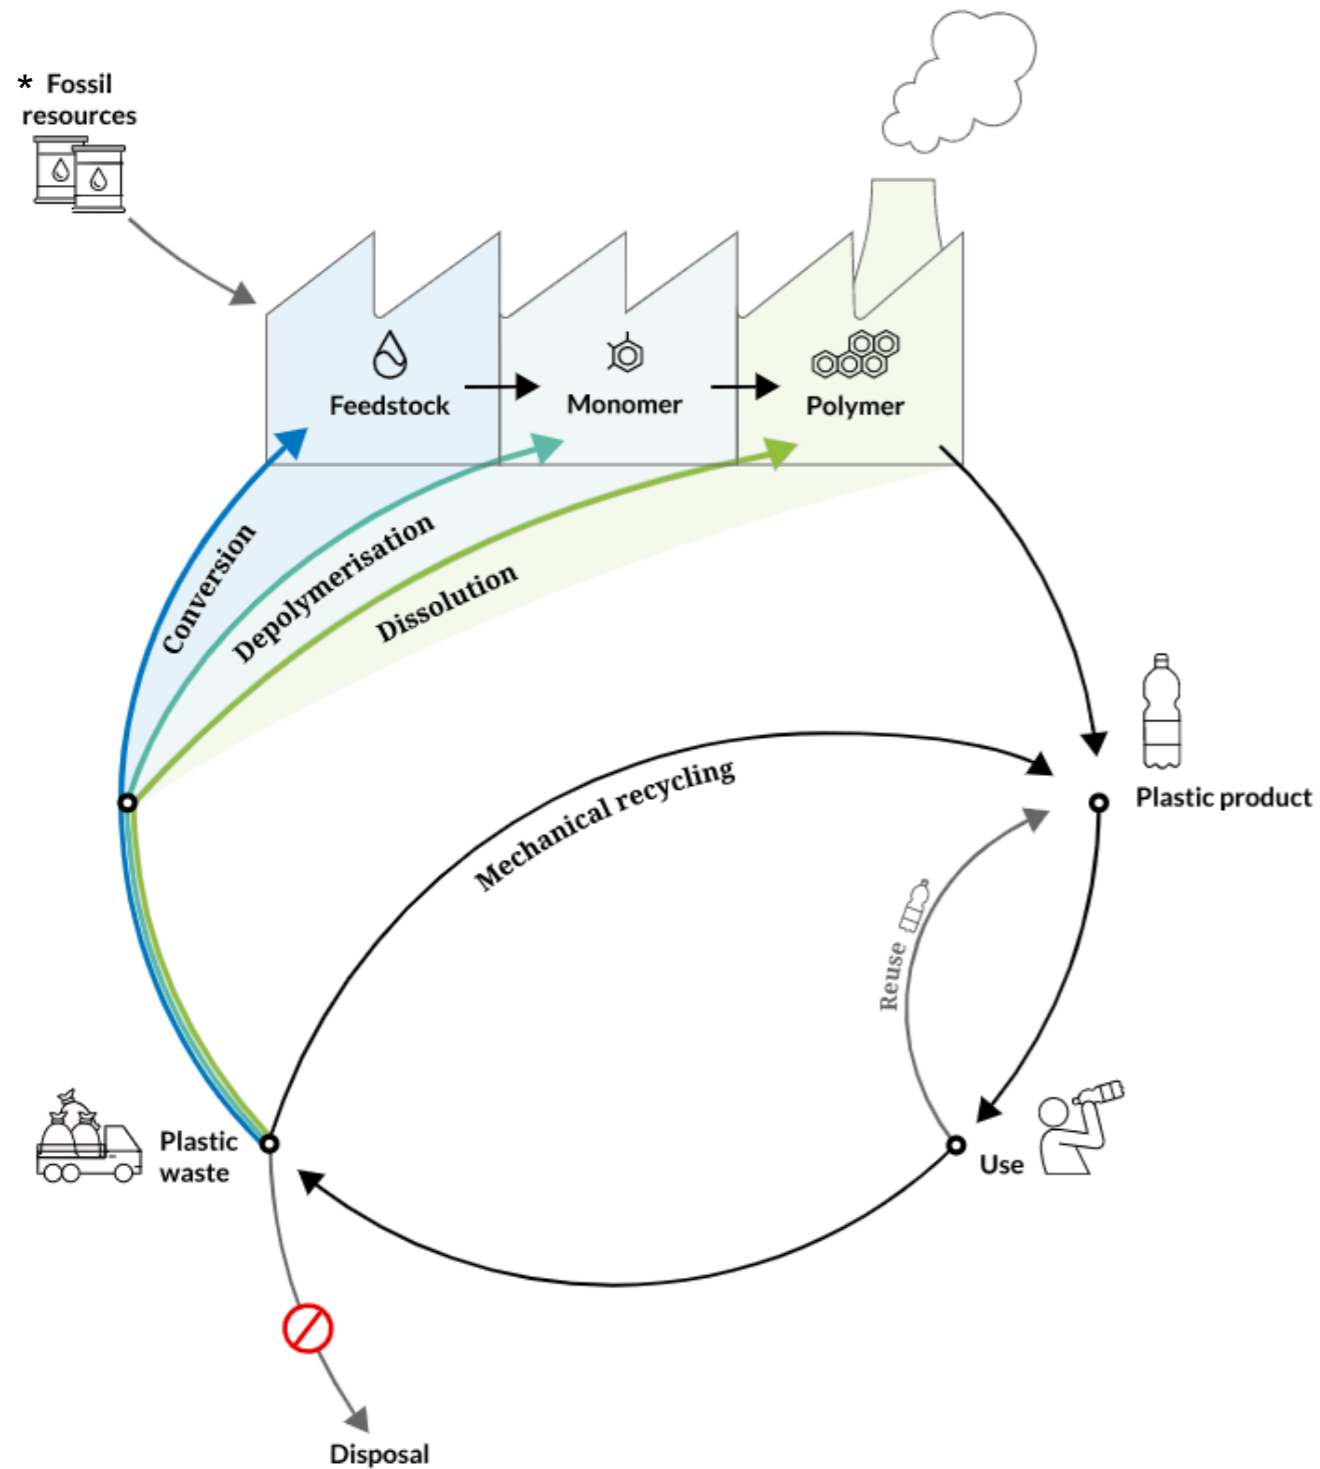 * Fossil
resources
Feedstock
Monomer
Polymer
Conversion
Depolymerisation
Dissolution
Mechanical recycling
Plastic product
Reuse
Plastic
waste
Use
Disposal